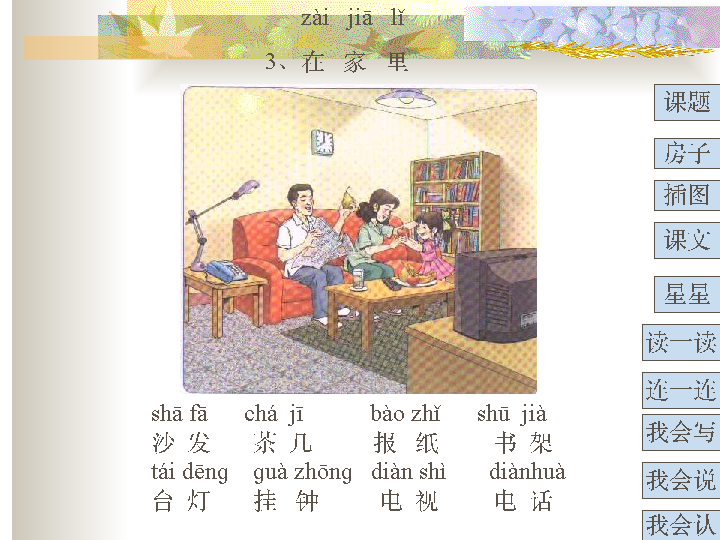 zài jiā lǐ
3、在 家 里
课题
房子
插图
课文
星星
读一读
连一连
我会写
我会说
我会认
shā fā chá jī bào zhǐ shū jià
沙 发 茶 几 报 纸 书 架
tái dēng guà zhōng diàn shì diànhuà
台 灯 挂 钟 电 视 电 话